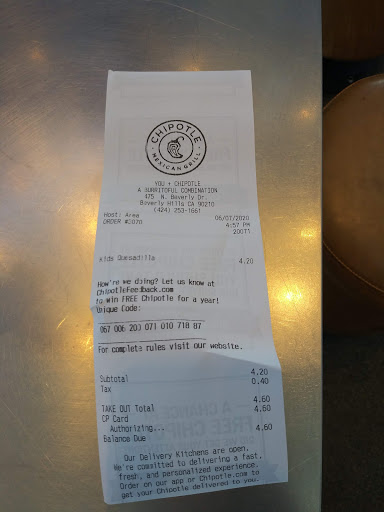 CHIPOTLE
MEXICAN GRILL
YOU + CHIPOTLE
A BURRITOFUL COMBINATION
475 N. Beverly Dr.
Beverly Hills CA 90210
(424) 253-1661
Host: Area 06/07/2020
ORDER #2070 4:57 PM
20071
Kids Quesadilla 4.20
How're we doing? Let us know at
ChipotleFeedback.com
to win FREE Chipotle for a year!
Unique Code:
067 006 203 071 010 718 87
For complete rules visit our website.
Subtotal 4.20
Tax 0.40
TAKE OUT Total 4.60
CP Card 4.60
Authorizing...
Balance Due 4.60
Our Delivery Kitchens are open.
We're committed to delivering a fast,
fresh, and personalized experience.
Order on our app or Chipotle.com to
get your Chipotle delivered to you.